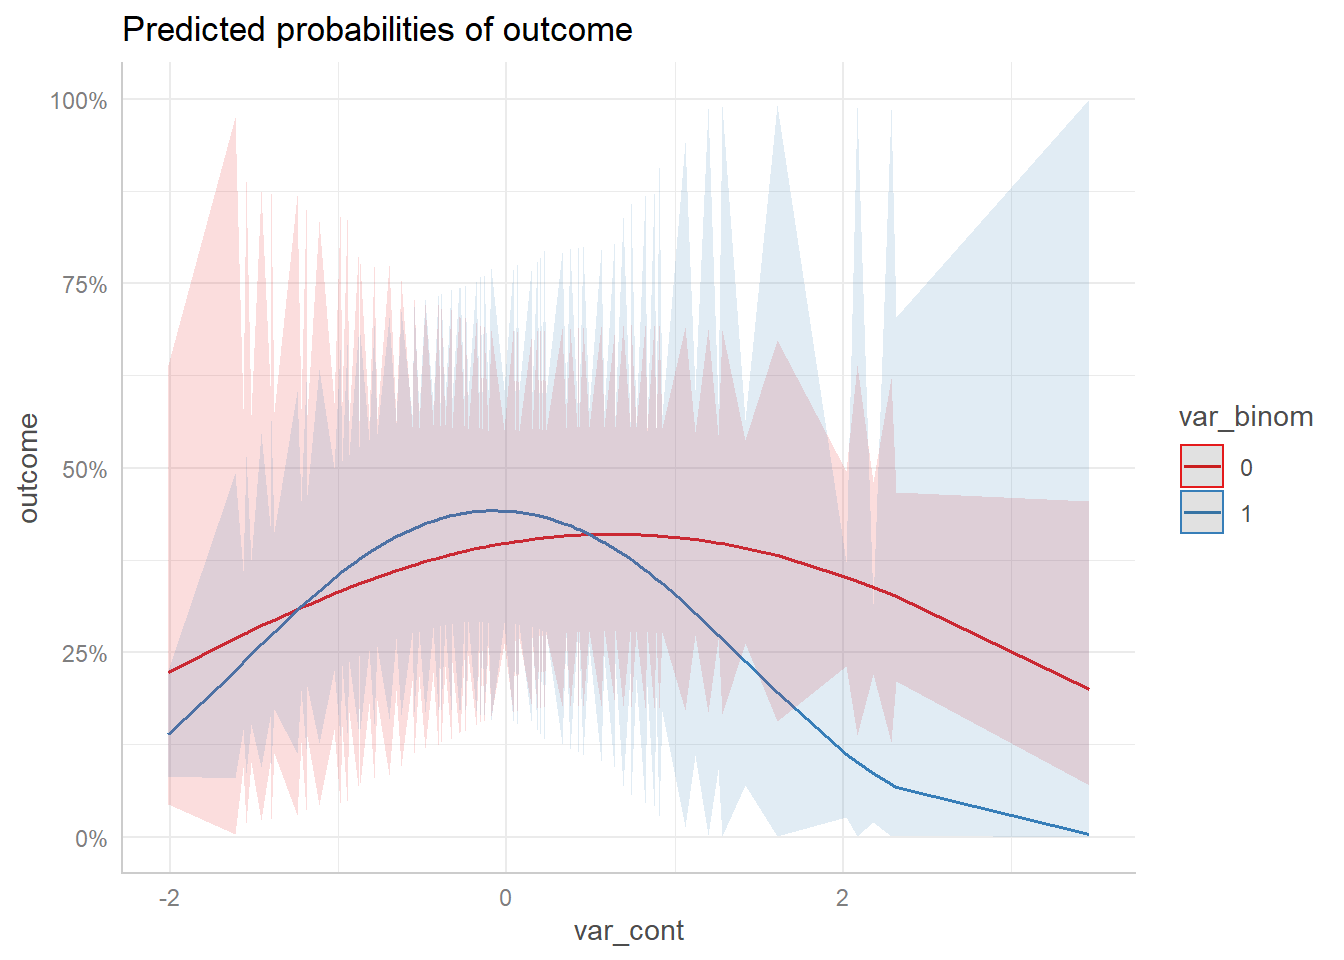 Predicted probabilities of outcome
100%
75%
50%
25%
0%
outcome
-2
0
2
var_cont
var_binom
0
1